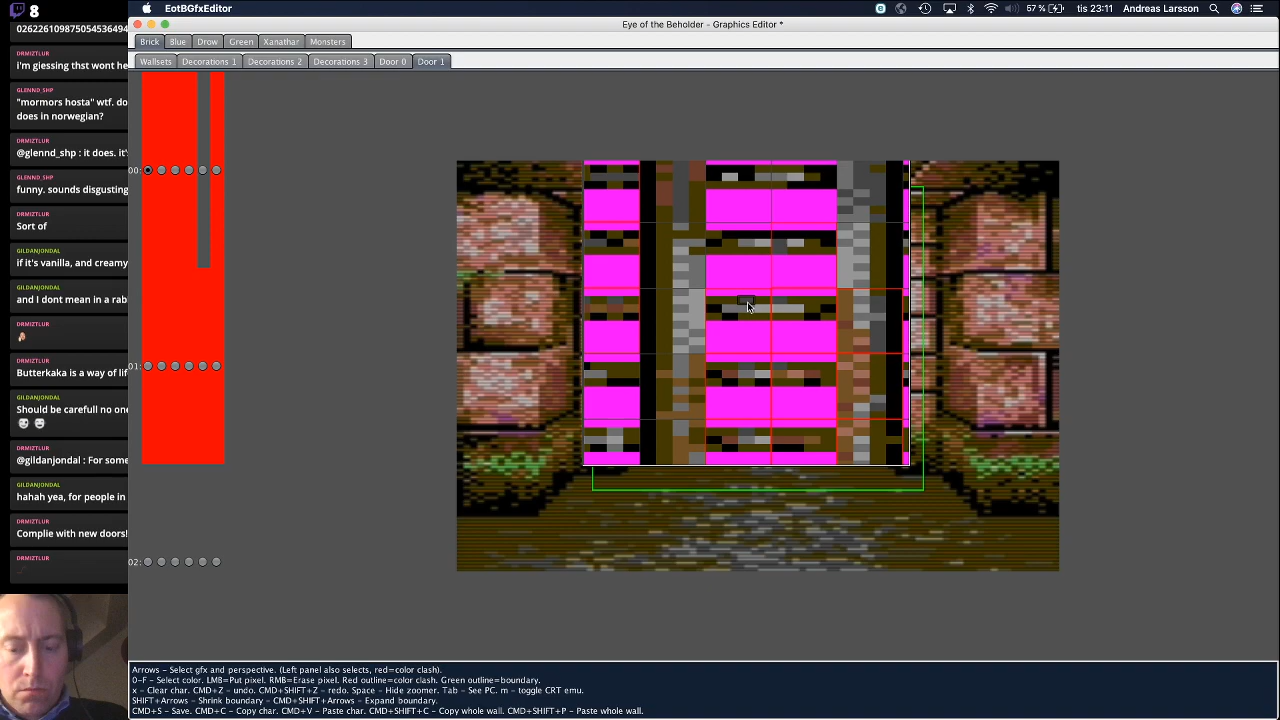 8
EotBGfxEditor
57 %
tis 23:11
Andreas Larsson
Eye of the Beholder - Graphics Editor *
Brick
Blue
Drow
Green
Xanathar
Monsters
Wallsets
Decorations 1
Decorations 2
Decorations 3
Door 0
Door 1
026226109875054536494
DRMIZTLUR
i'm giessing thst wont he
GLENND_SHP
"mormors hosta" wtf. do
does in norwegian?
DRMIZTLUR
@glennd_shp : it does. it's
GLENND_SHP
funny. sounds disgusting
DRMIZTLUR
Sort of
GILDANJONDAL
if it's vanilla, and creamy
GILDANJONDAL
and I dont mean in a rab
DRMIZTLUR
DRMIZTLUR
Butterkaka is a way of lif
GILDANJONDAL
Should be carefull no one
DRMIZTLUR
@gildanjondal : For some
GILDANJONDAL
hahah yea, for people in
DRMIZTLUR
Complie with new doors!
DRMIZTLUR
00:
01:
02:
Arrows - Select gfx and perspective. (Left panel also selects, red=color clash).
0-F - Select color. LMB=Put pixel. RMB=Erase pixel. Red outline=color clash. Green outline=boundary.
x - Clear char. CMD+Z - undo. CMD+SHIFT+Z - redo. Space - Hide zoomer. Tab - See PC. m - toggle CRT emu.
SHIFT+Arrows - Shrink boundary - CMD+SHIFT+Arrows - Expand boundary.
CMD+S - Save. CMD+C - Copy char. CMD+V - Paste char. CMD+SHIFT+C - Copy whole wall. CMD+SHIFT+P - Paste whole wall.